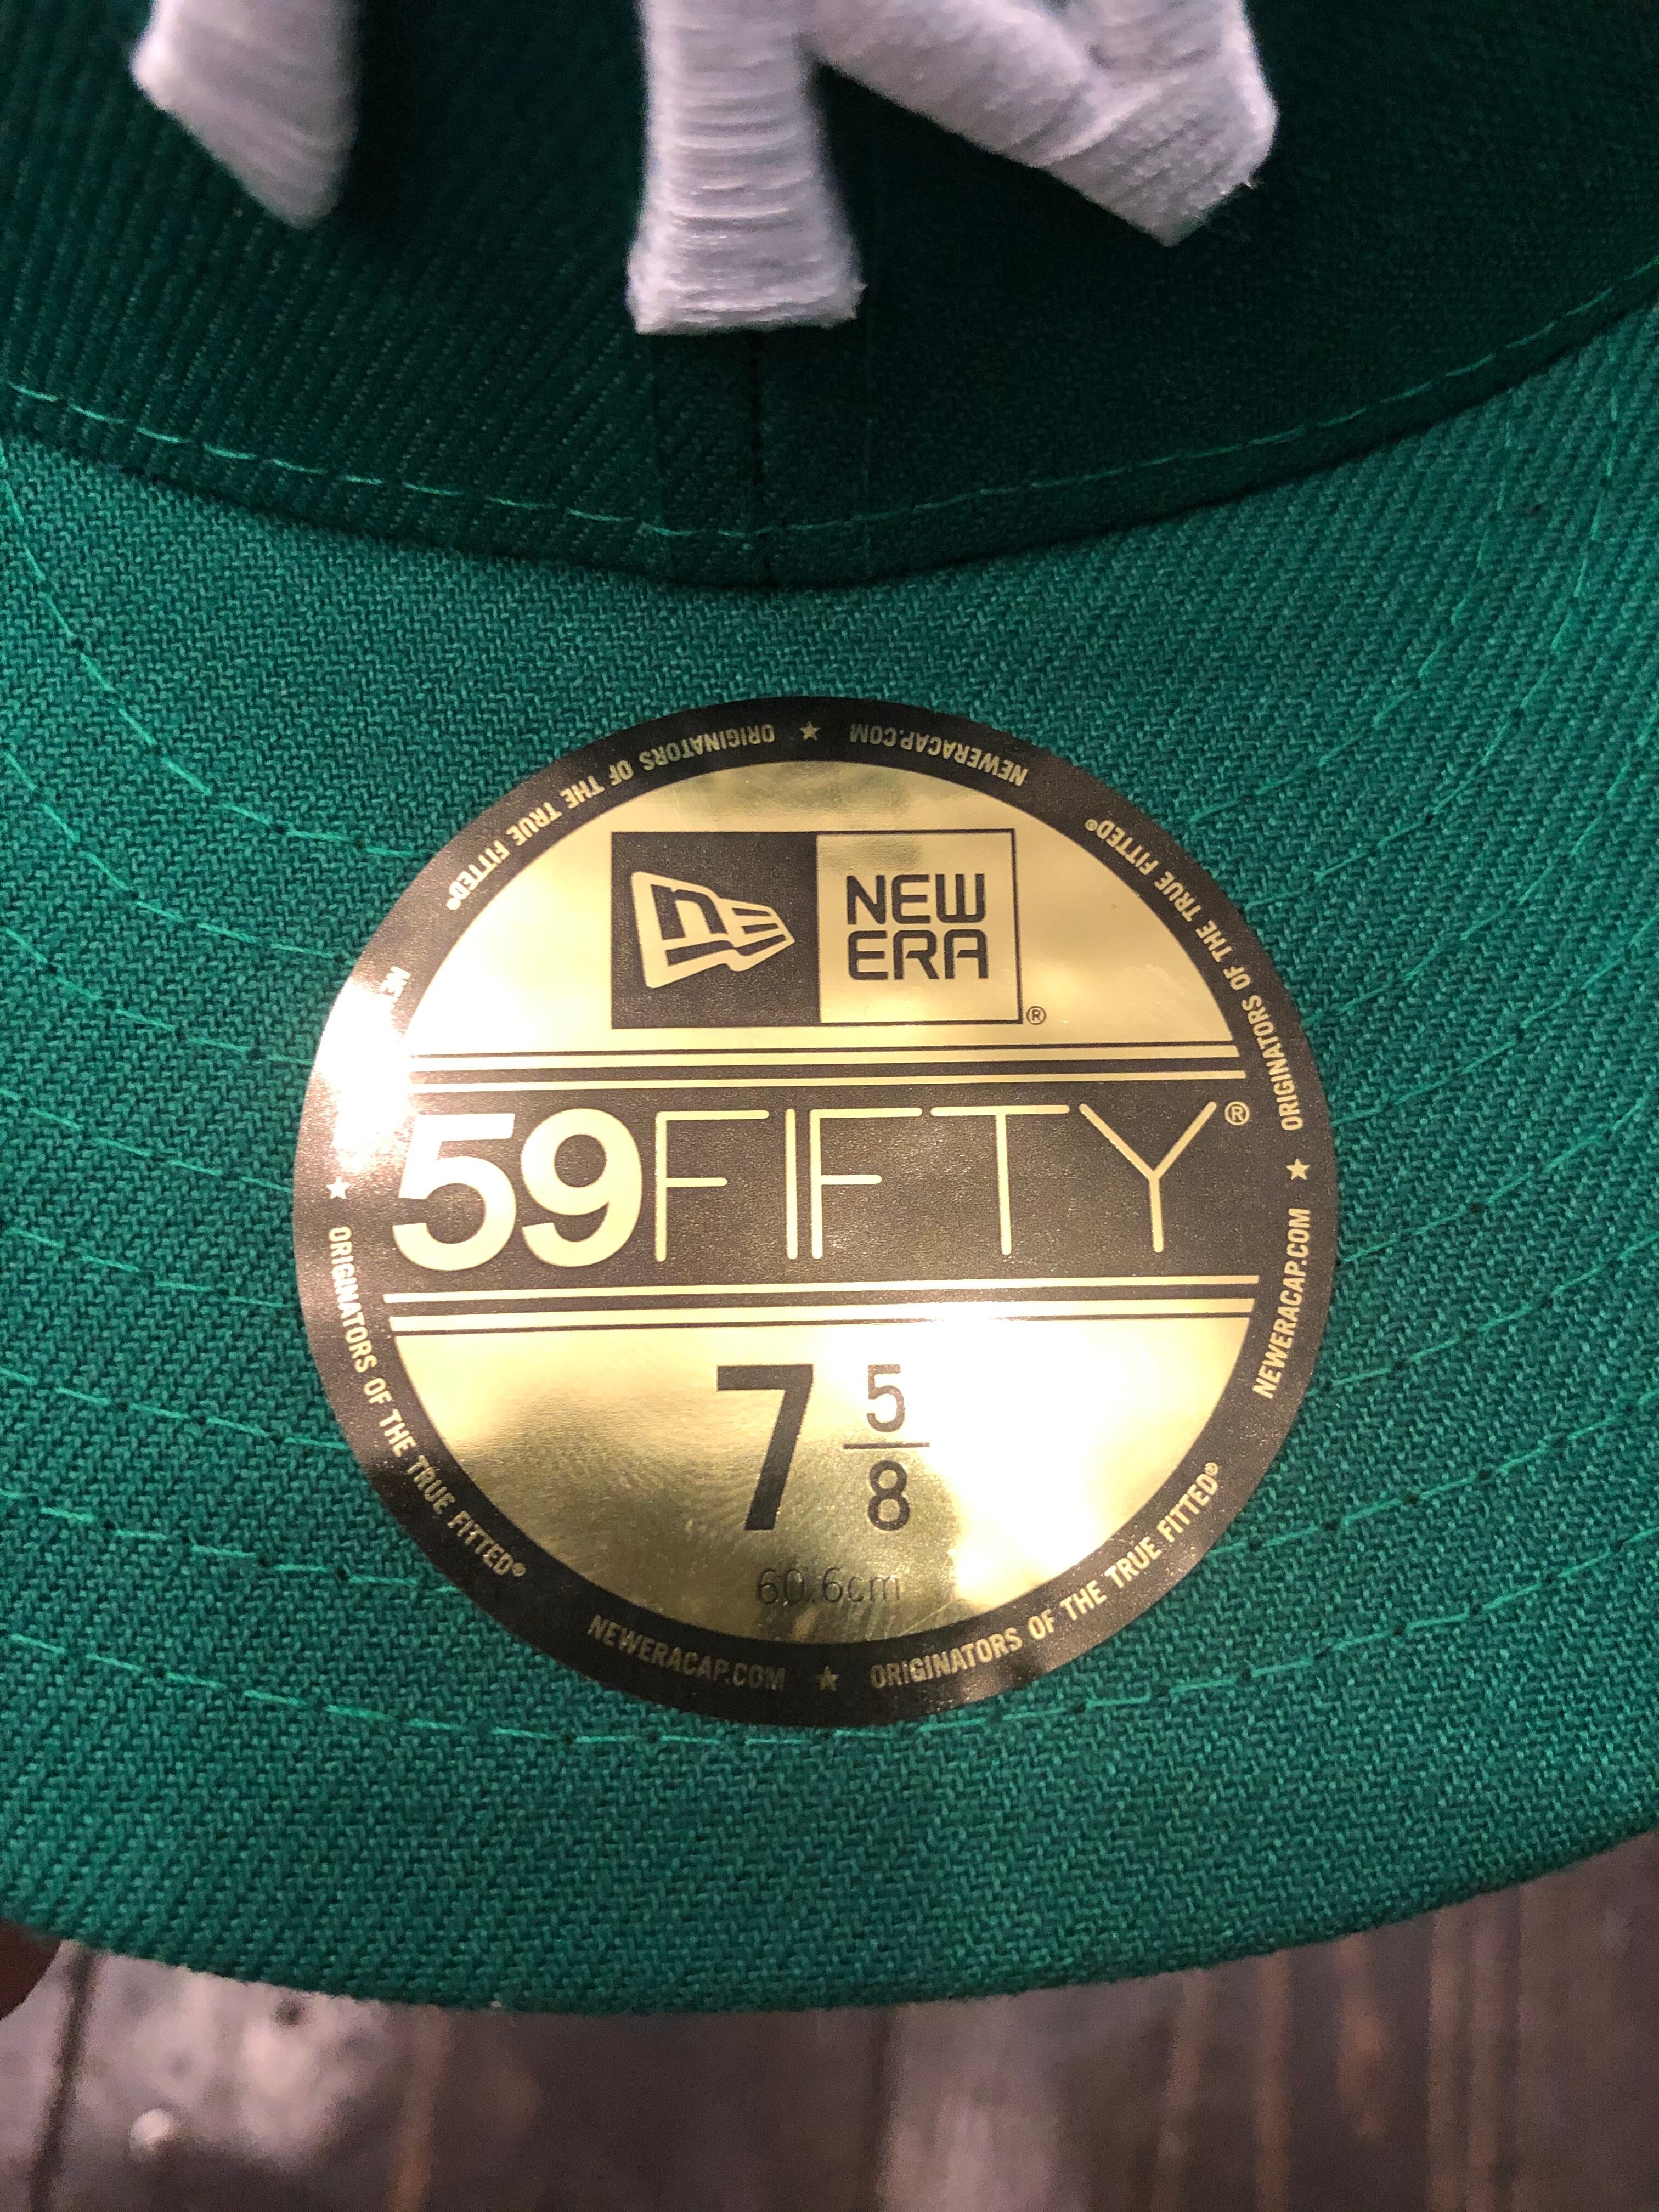 NEW
ERA
®
59FIFTY®
7 5/8
60.6cm
NEWERACAP.COM ★ ORIGINATORS OF THE TRUE FITTED®
NEWERACAP.COM ★ ORIGINATORS OF THE TRUE FITTED®
NEWERACAP.COM ★ ORIGINATORS OF THE TRUE FITTED®
NE
★ ORIGINATORS OF THE TRUE FITTED®